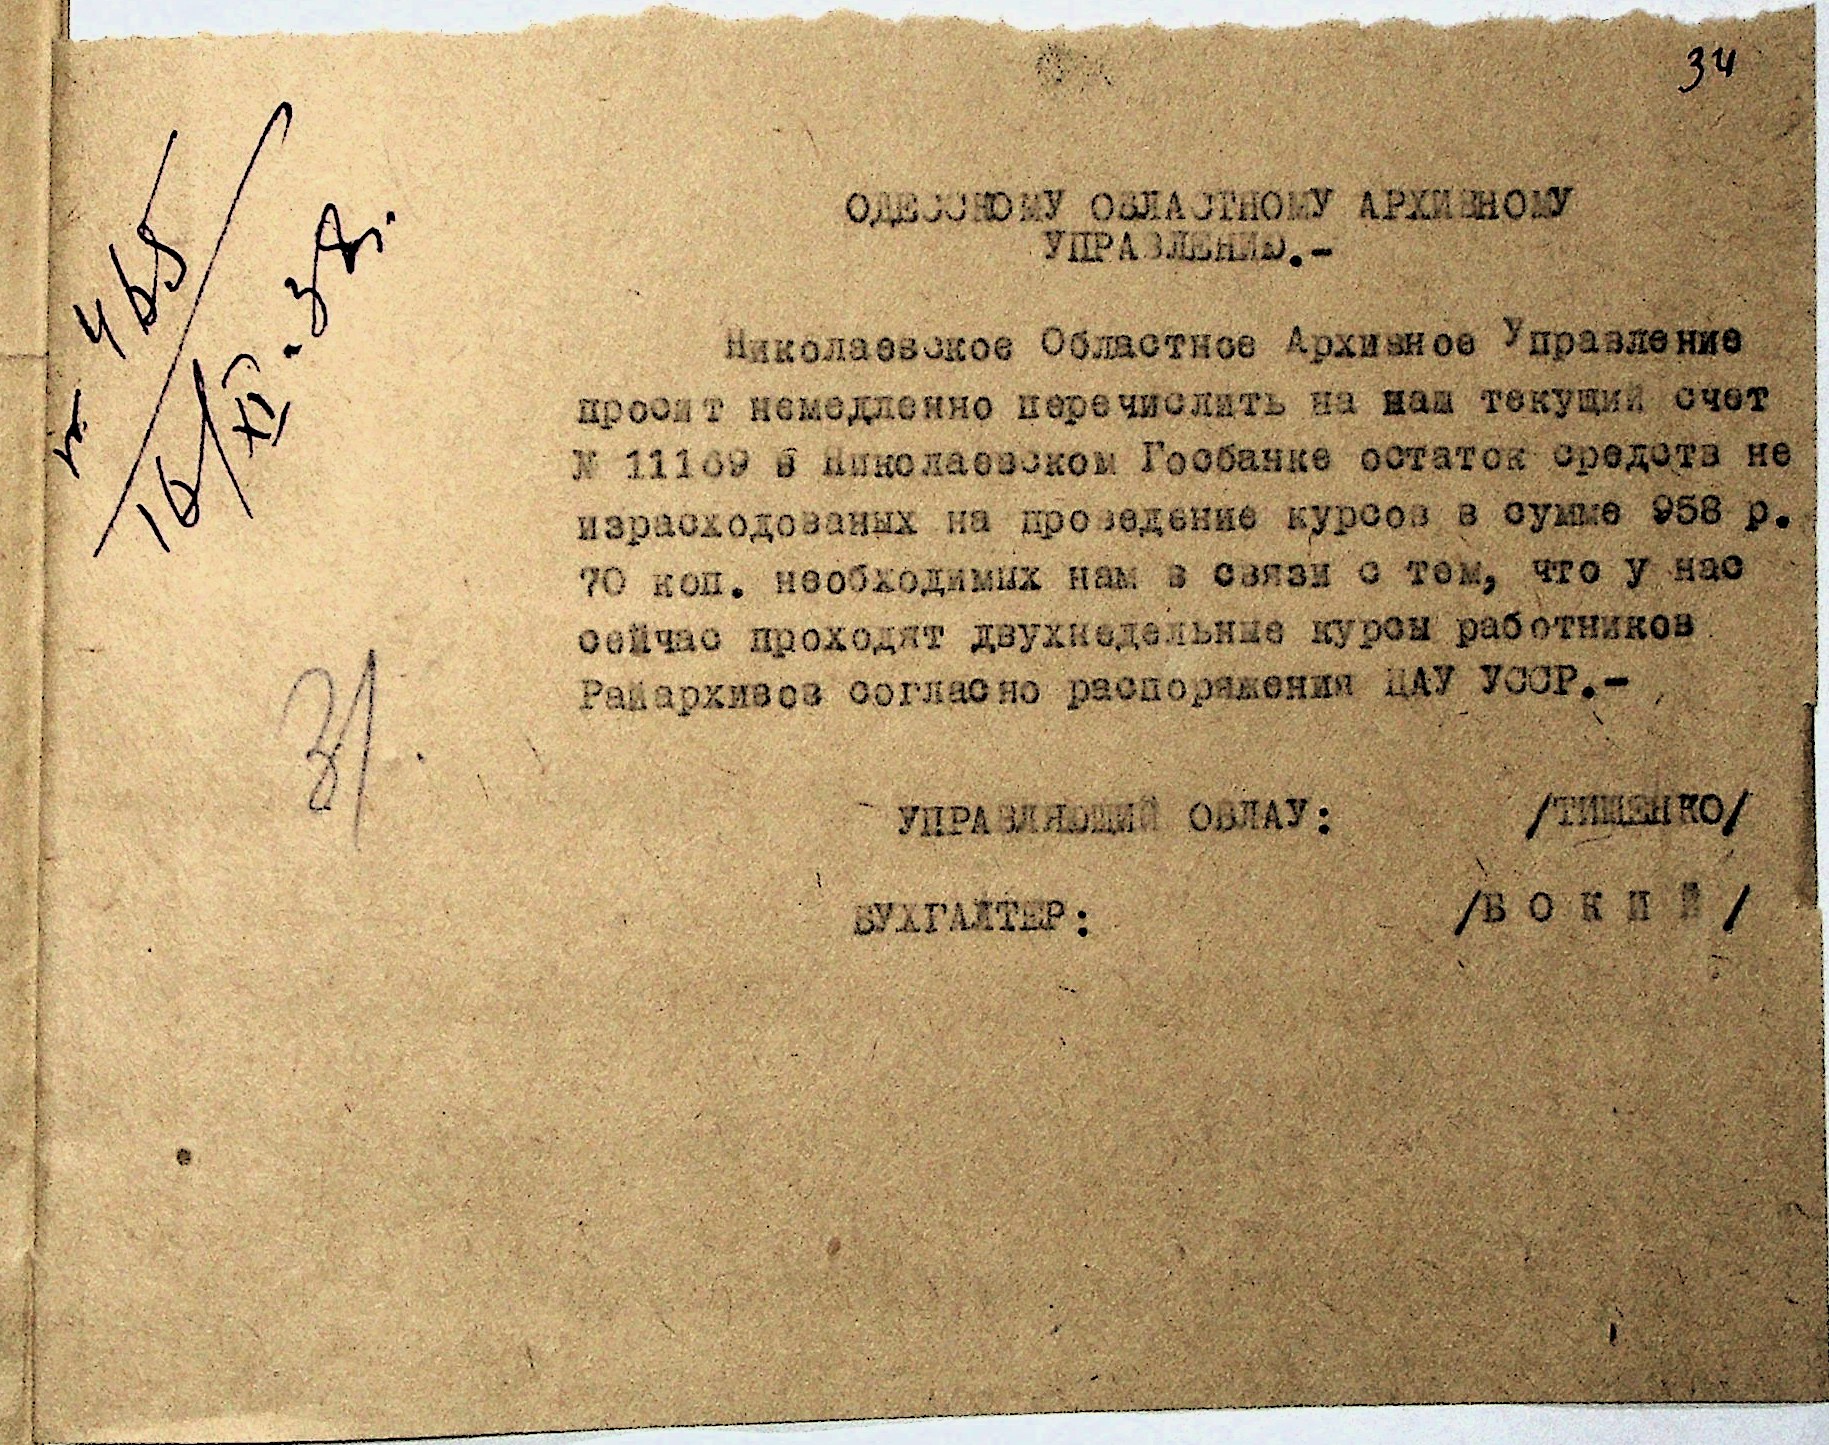 34
№ 465
16/XI-38.
ОДЕССКОМУ ОБЛАСТНОМУ АРХИВНОМУ
УПРАВЛЕНИЮ.-
Николаевское Областное Архивное Управление
просит немедленно перечислить на наш текущий счет
№ 11169 в Николаевском Госбанке остаток средств не
израсходованых на проведение курсов в сумме 958 р.
70 коп. необходимих нам в связи с тем, что у нас
сейчас проходят двухнедельные курсы работников
Райархивов согласно распоряжения ЦАУ УССР.-
31.
УПРАВЛЯЮЩИЙ ОБЛАУ: /ТИЩЕНКО/
БУХГАЛТЕР: /Б О К И Й/